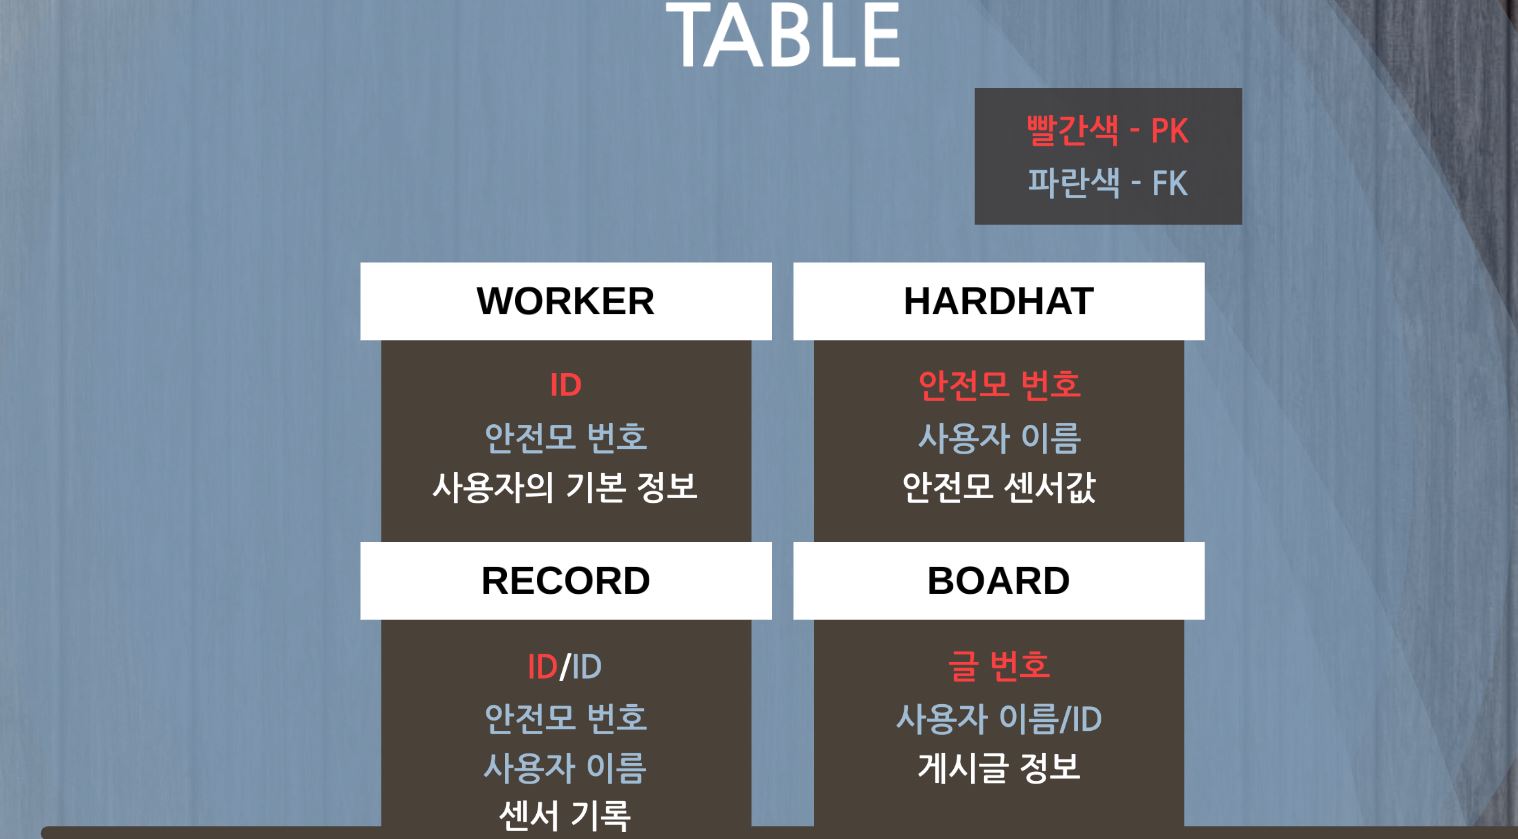 TABLE
빨간색 - PK
파란색 - FK
WORKER
ID
안전모 번호
사용자의 기본 정보
HARDHAT
안전모 번호
사용자 이름
안전모 센서값
RECORD
ID/ID
안전모 번호
사용자 이름
센서 기록
BOARD
글 번호
사용자 이름/ID
게시글 정보